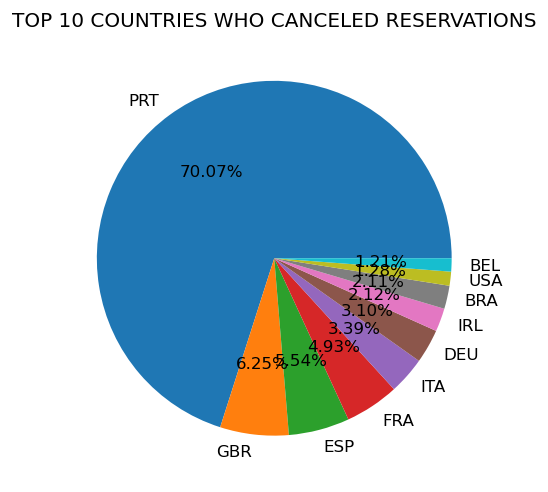 TOP 10 COUNTRIES WHO CANCELED RESERVATIONS
PRT
70.07%
1.21%
BEL
1.28%
USA
2.11%
BRA
2.12%
IRL
3.10%
DEU
3.39%
ITA
4.93%
FRA
5.54%
ESP
6.25%
GBR